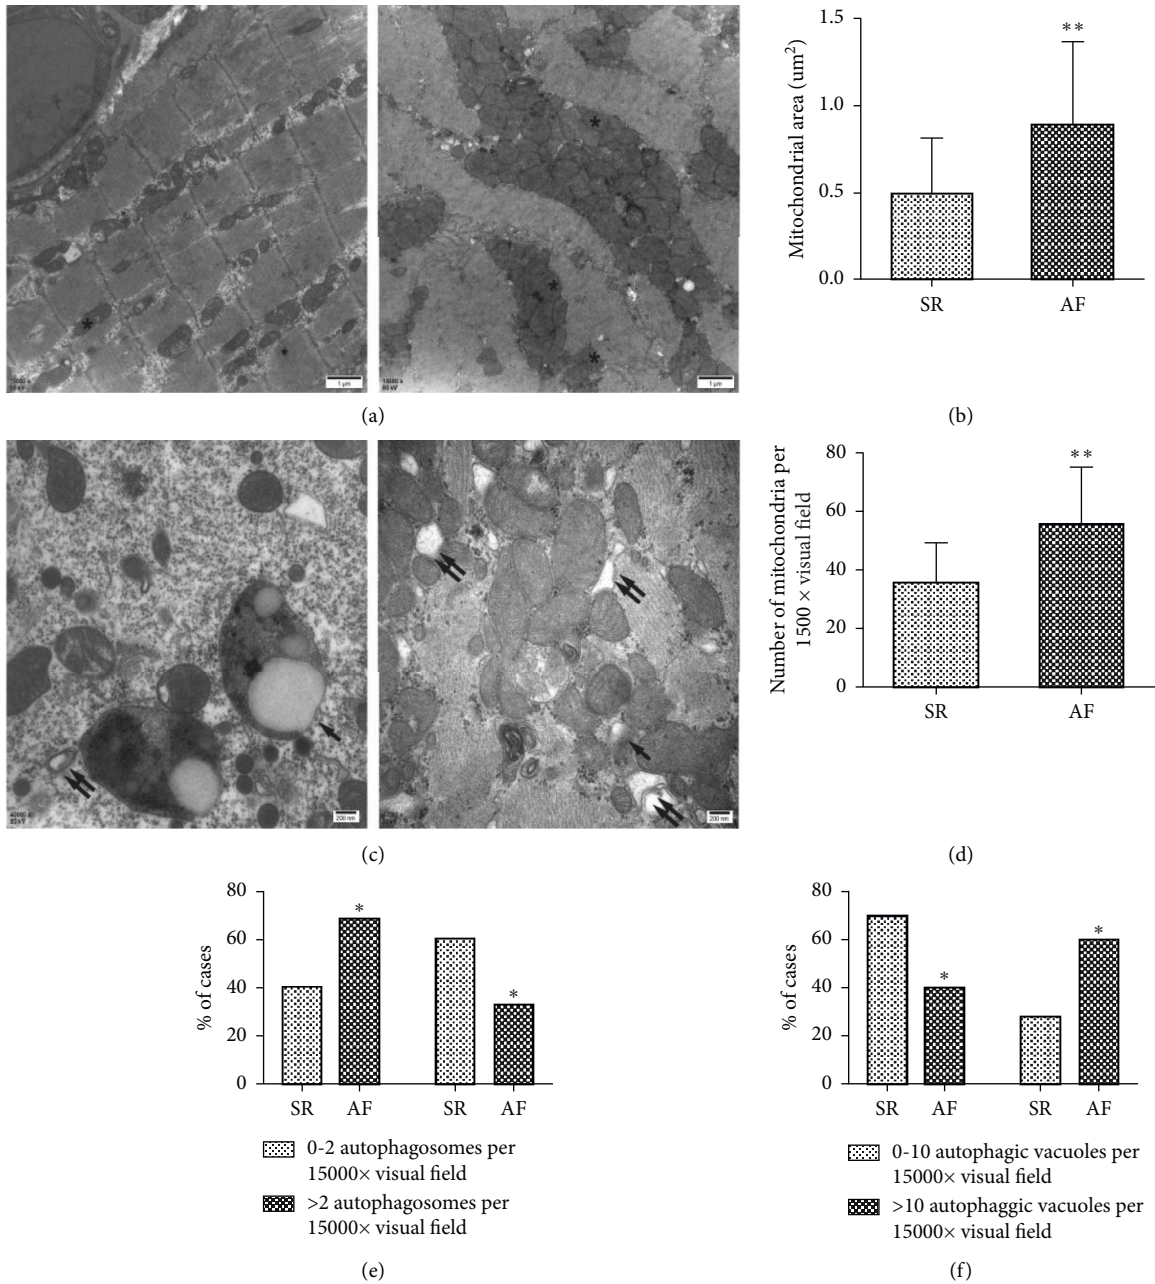 1 µm
1 µm
(a)
Mitochondrial area (um²)
1.5
1.0
0.5
0.0
**
SR AF
(b)
200 nm
200 nm
(c)
Number of mitochondria per
1500 × visual field
80
60
40
20
0
**
SR AF
(d)
% of cases
80
60
40
20
0
*
*
SR AF SR AF
0-2 autophagosomes per
15000× visual field
>2 autophagosomes per
15000× visual field
(e)
% of cases
80
60
40
20
0
*
*
SR AF SR AF
0-10 autophagic vacuoles per
15000× visual field
>10 autophaggic vacuoles per
15000× visual field
(f)